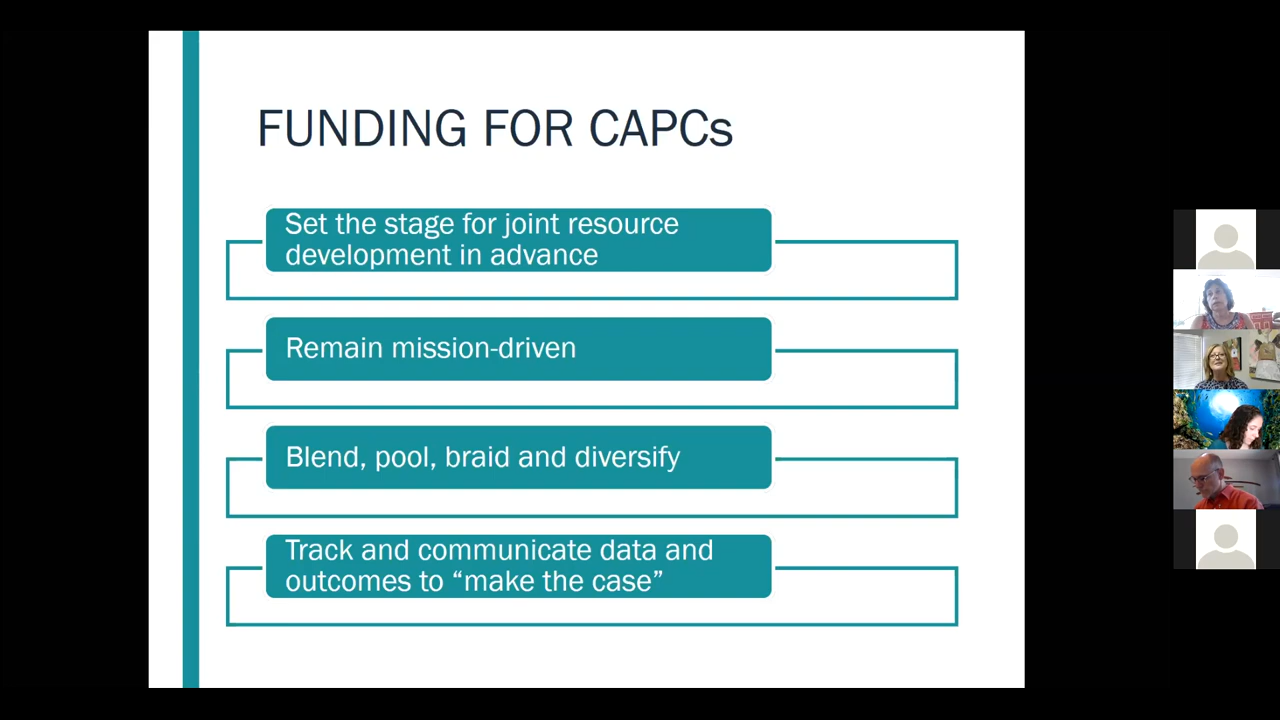 FUNDING FOR CAPCs
Set the stage for joint resource
development in advance
Remain mission-driven
Blend, pool, braid and diversify
Track and communicate data and
outcomes to “make the case”